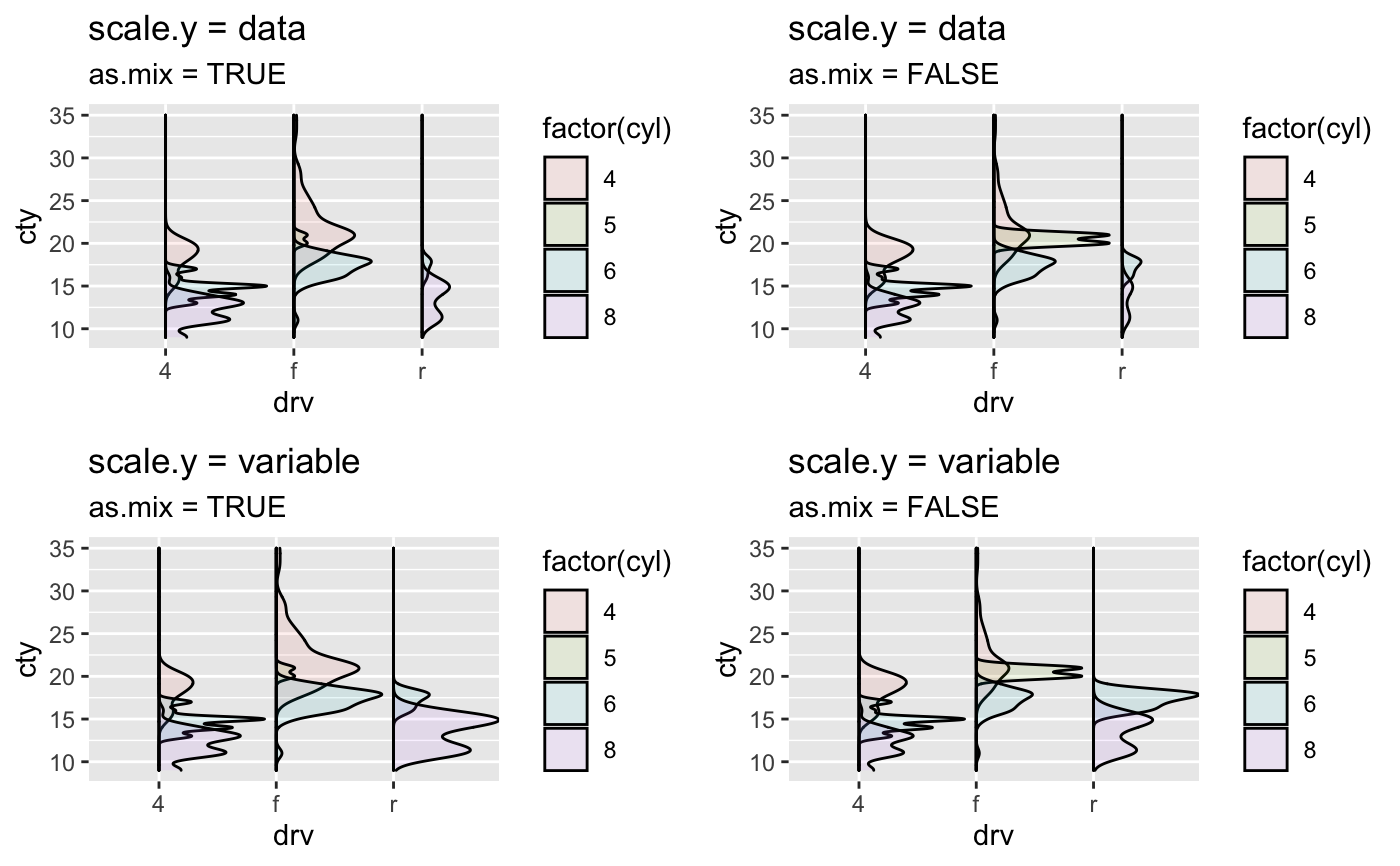 scale.y = data
as.mix = TRUE
35
30
25
20
15
10
cty
4
f
r
drv
factor(cyl)
4
5
6
8
scale.y = data
as.mix = FALSE
35
30
25
20
15
10
cty
4
f
r
drv
factor(cyl)
4
5
6
8
scale.y = variable
as.mix = TRUE
35
30
25
20
15
10
cty
4
f
r
drv
factor(cyl)
4
5
6
8
scale.y = variable
as.mix = FALSE
35
30
25
20
15
10
cty
4
f
r
drv
factor(cyl)
4
5
6
8